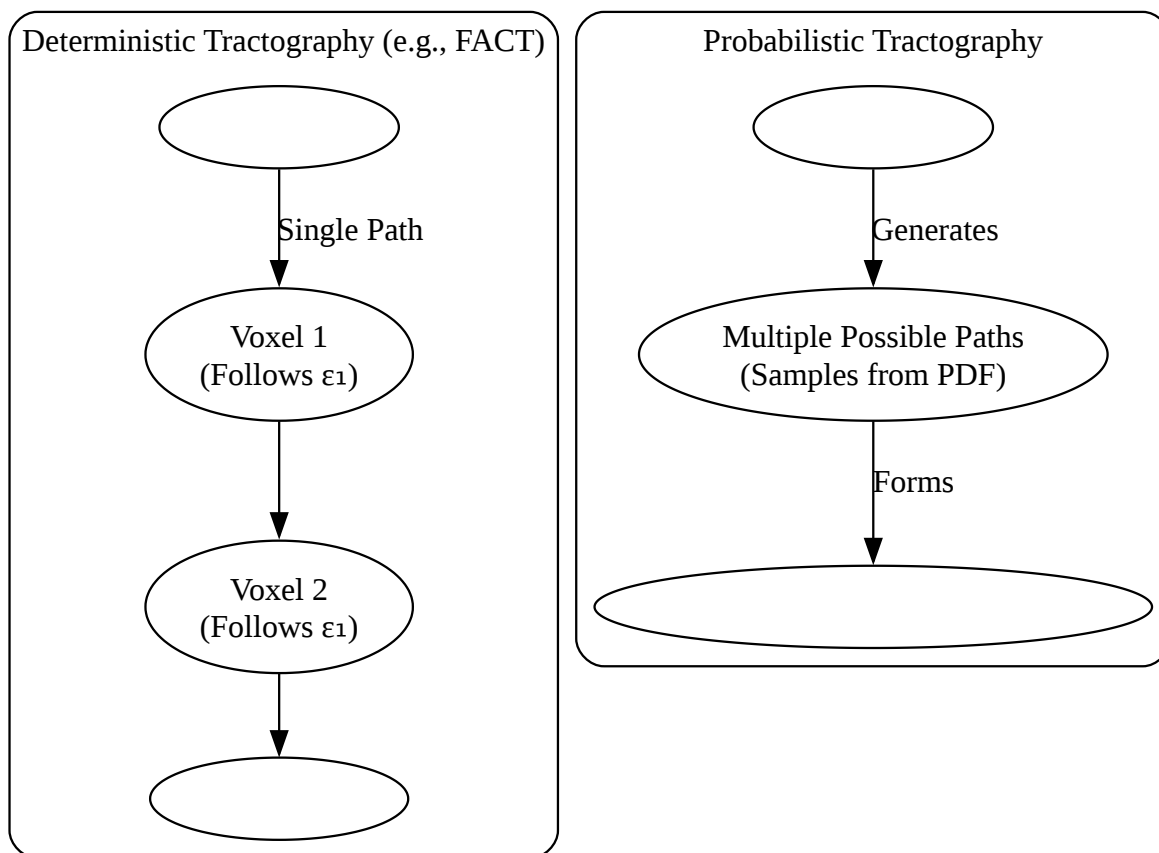 Deterministic Tractography (e.g., FACT)
Single Path
Voxel 1
(Follows ε₁)
Voxel 2
(Follows ε₁)
Probabilistic Tractography
Generates
Multiple Possible Paths
(Samples from PDF)
Forms